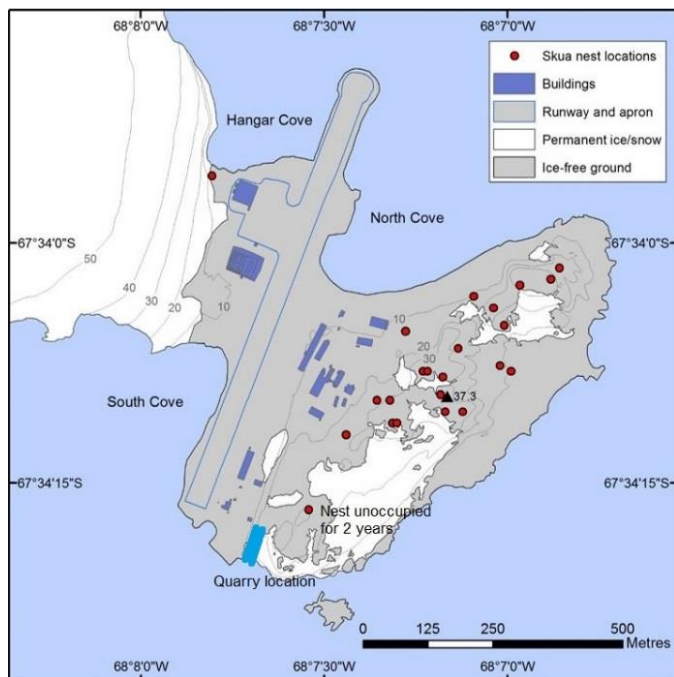 68°8'0"W
68°7'30"W
68°7'0"W
Skua nest locations
Buildings
Runway and apron
Permanent ice/snow
Ice-free ground
Hangar Cove
North Cove
67°34'0"S
67°34'0"S
50
40
30
20
10
10
20
30
37.3
South Cove
67°34'15"S
67°34'15"S
Nest unoccupied
for 2 years
Quarry location
0 125 250 500
Metres
68°8'0"W
68°7'30"W
68°7'0"W